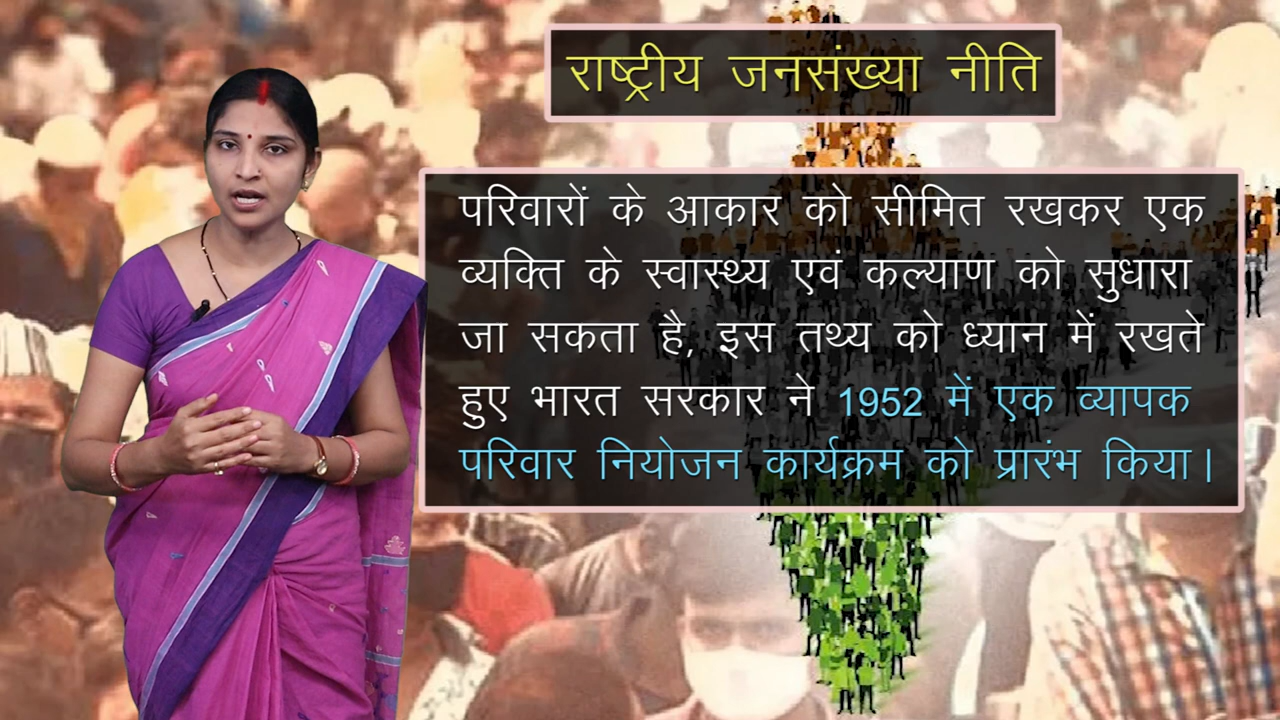 राष्ट्रीय जनसंख्या नीति
परिवारों के आकार को सीमित रखकर एक
व्यक्ति के स्वास्थ्य एवं कल्याण को सुधारा
जा सकता है, इस तथ्य को ध्यान में रखते
हुए भारत सरकार ने 1952 में एक व्यापक
परिवार नियोजन कार्यक्रम को प्रारंभ किया।